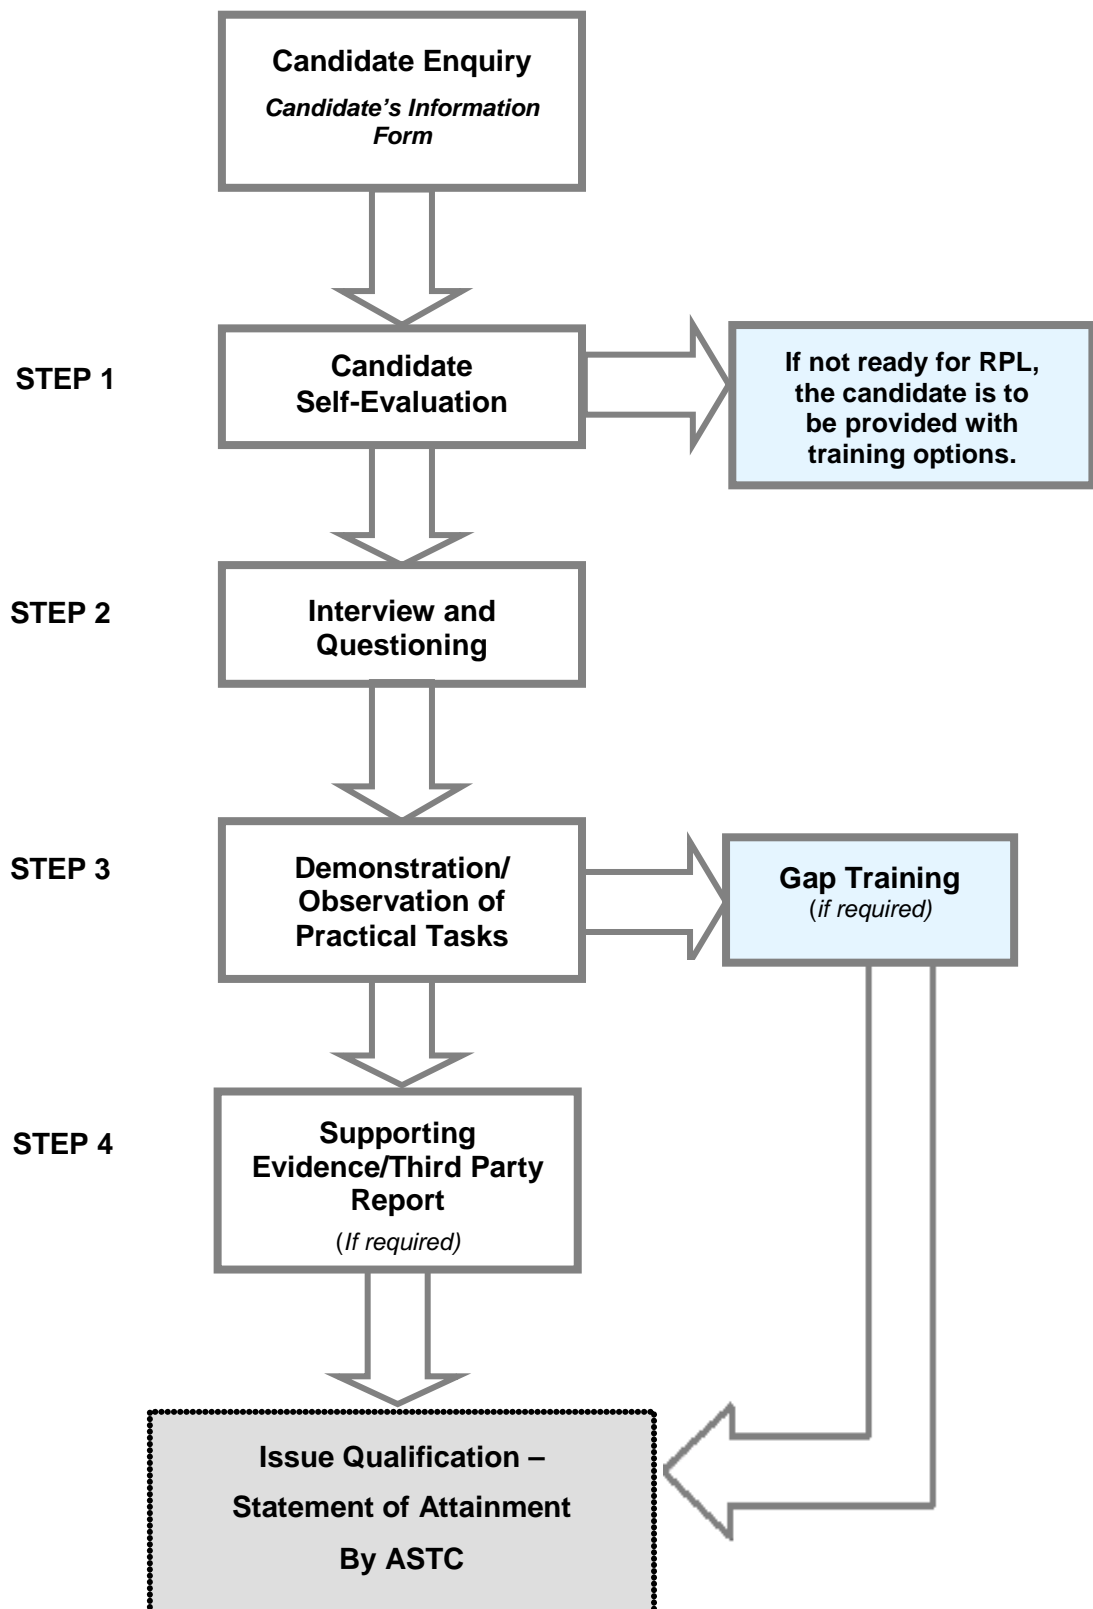 Candidate Enquiry
Candidate’s Information
Form
STEP 1
Candidate
Self-Evaluation
If not ready for RPL,
the candidate is to
be provided with
training options.
STEP 2
Interview and
Questioning
STEP 3
Demonstration/
Observation of
Practical Tasks
Gap Training
(if required)
STEP 4
Supporting
Evidence/Third Party
Report
(If required)
Issue Qualification –
Statement of Attainment
By ASTC